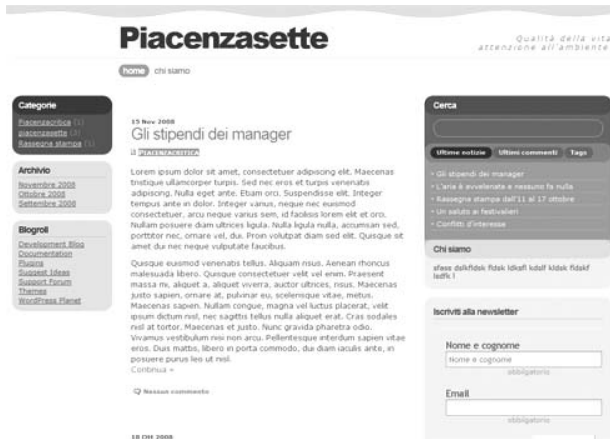 Piacenzasette
Qualità della vita
attenzione all'ambiente
home chi siamo
Categorie
Piacenzacritica (1)
piacenzasette (3)
Rassegna stampa (1)
Archivio
Novembre 2008
Ottobre 2008
Settembre 2008
Blogroll
Development Blog
Documentation
Plugins
Suggest Ideas
Support Forum
Themes
WordPress Planet
15 Nov 2008
Gli stipendi dei manager
in PIACENZACRITICA
Lorem ipsum dolor sit amet, consectetuer adipiscing elit. Maecenas
tristique ullamcorper turpis. Sed nec eros et turpis venenatis
adipiscing. Nulla eget ante. Etiam orci. Suspendisse elit. Integer
tempus ante in dolor. Integer varius, neque nec euismod
consectetuer, arcu neque varius sem, id facilisis lorem elit et orci.
Nullam posuere diam ultrices ligula. Nulla ligula nulla, accumsan sed,
porttitor nec, ornare vel, dui. Proin volutpat diam sed elit. Quisque sit
amet dui nec neque vulputate faucibus.
Quisque euismod venenatis tellus. Aliquam risus. Aenean rhoncus
malesuada libero. Quisque consectetuer velit vel enim. Praesent
massa mi, aliquet a, aliquet viverra, auctor ultrices, risus. Maecenas
justo sapien, ornare at, pulvinar eu, scelerisque vitae, metus.
Maecenas sapien. Nullam congue, magna vel luctus placerat, velit
ipsum dictum nisl, nec sagittis tellus nulla aliquet erat. Cras sodales
nisl at tortor. Maecenas et justo. Nunc gravida pharetra odio.
Vivamus vestibulum nisi non arcu. Pellentesque interdum sapien vitae
eros. Duis mattis, libero in porta commodo, dui diam iaculis ante, in
posuere purus leo ut nisl.
Continua »
Nessun commento
18 Ott 2008
Cerca
Ultime notizie Ultimi commenti Tags
Gli stipendi dei manager
L'aria è avvelenata e nessuno fa nulla
Rassegna stampa dall'11 al 17 ottobre
Un saluto ai festivalieri
Conflitti d'interesse
Chi siamo
Iscriviti alla newsletter
Nome e cognome
Nome e cognome
obbligatorio
Email
obbligatorio